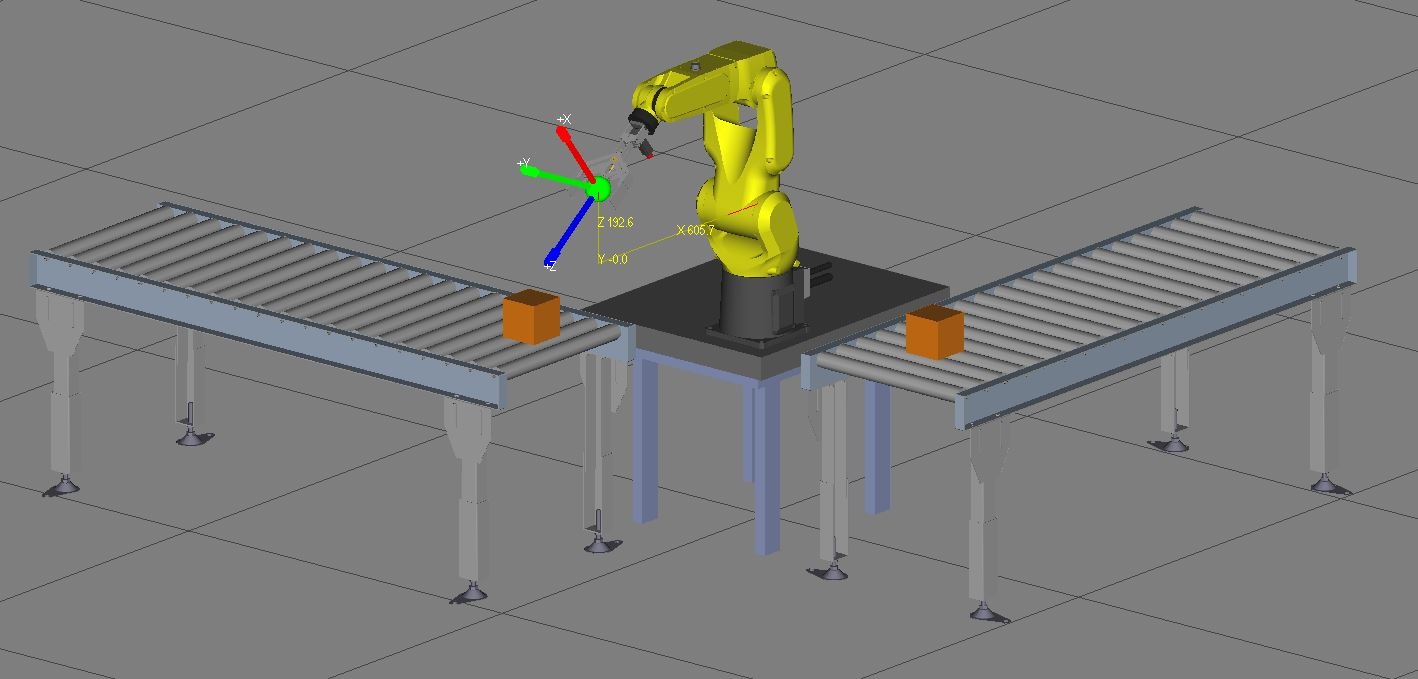 +X
+Y
Z 192.6
X 605.7
Y -0.0
+Z